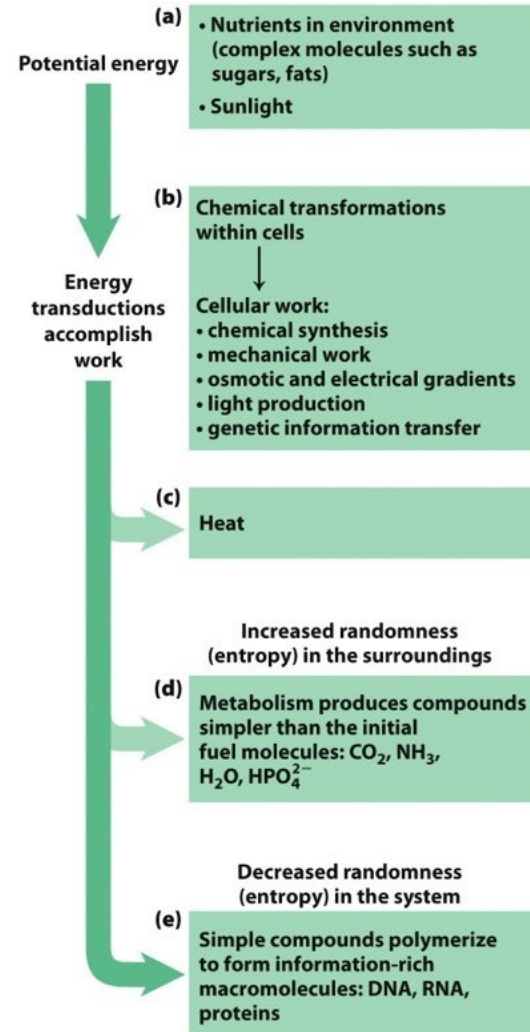 (a)
• Nutrients in environment
(complex molecules such as
sugars, fats)
• Sunlight
Potential energy
(b)
Chemical transformations
within cells
Cellular work:
• chemical synthesis
• mechanical work
• osmotic and electrical gradients
• light production
• genetic information transfer
Energy
transductions
accomplish
work
(c)
Heat
Increased randomness
(entropy) in the surroundings
(d)
Metabolism produces compounds
simpler than the initial
fuel molecules: CO₂, NH₃,
H₂O, HPO₄²⁻
Decreased randomness
(entropy) in the system
(e)
Simple compounds polymerize
to form information-rich
macromolecules: DNA, RNA,
proteins